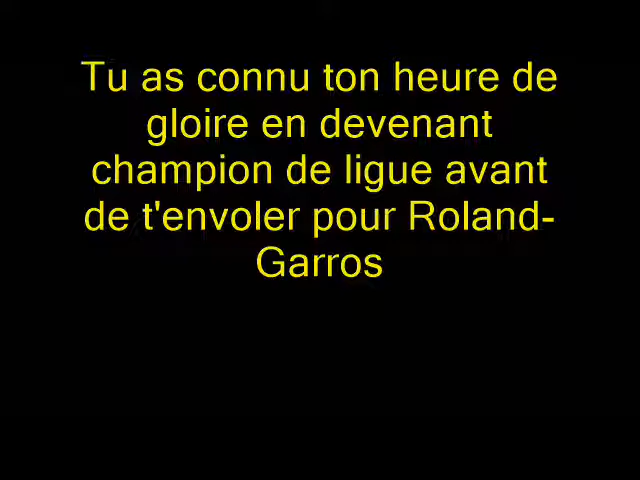 Tu as connu ton heure de
gloire en devenant
champion de ligue avant
de t'envoler pour Roland-
Garros